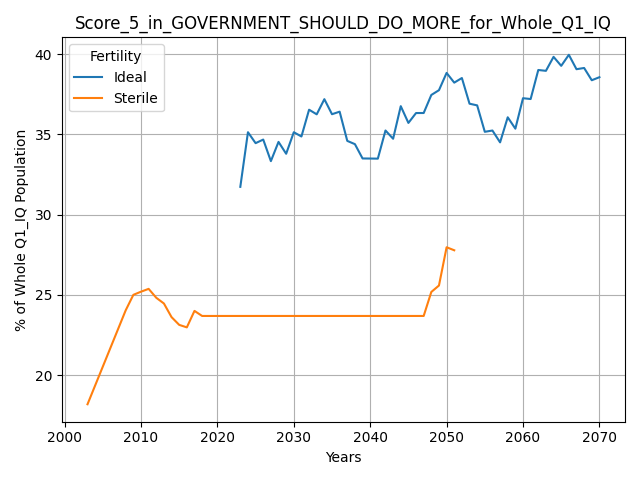 Score_5_in_GOVERNMENT_SHOULD_DO_MORE_for_Whole_Q1_IQ
Fertility
Ideal
Sterile
% of Whole Q1_IQ Population
40
35
30
25
20
2000 2010 2020 2030 2040 2050 2060 2070
Years